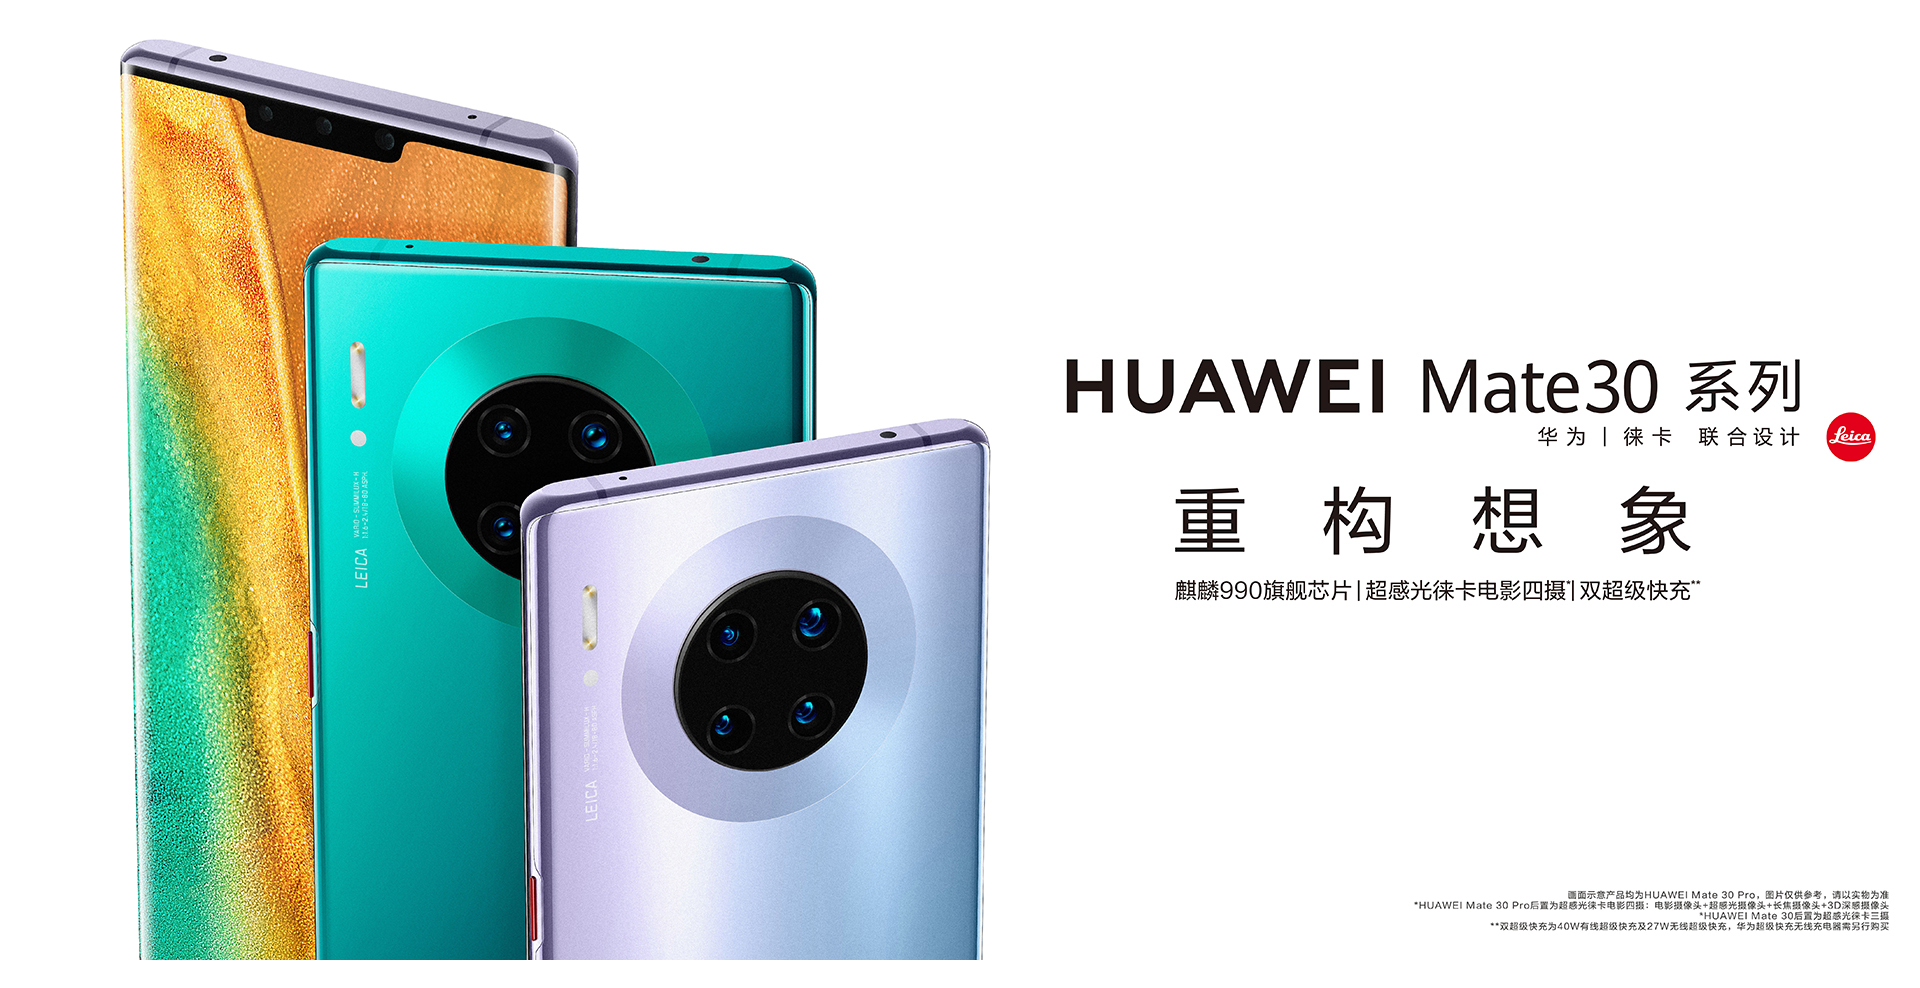 HUAWEI Mate30 系列
华为 | 徕卡 联合设计
Leica
重构想象
麒麟990旗舰芯片|超感光徕卡电影四摄*|双超级快充**
LEICA
VARIO-SUMMILUX-H
1:1.6-2.4/18-80 ASPH.
LEICA
VARIO-SUMMILUX-H
1:1.6-2.4/18-80 ASPH.
画面示意产品均为HUAWEI Mate 30 Pro，图片仅供参考，请以实物为准
*HUAWEI Mate 30 Pro后置为超感光徕卡电影四摄：电影摄像头+超感光摄像头+长焦摄像头+3D深感摄像头
*HUAWEI Mate 30后置为超感光徕卡三摄
**双超级快充为40W有线超级快充及27W无线超级快充，华为超级快充无线充电器需另行购买